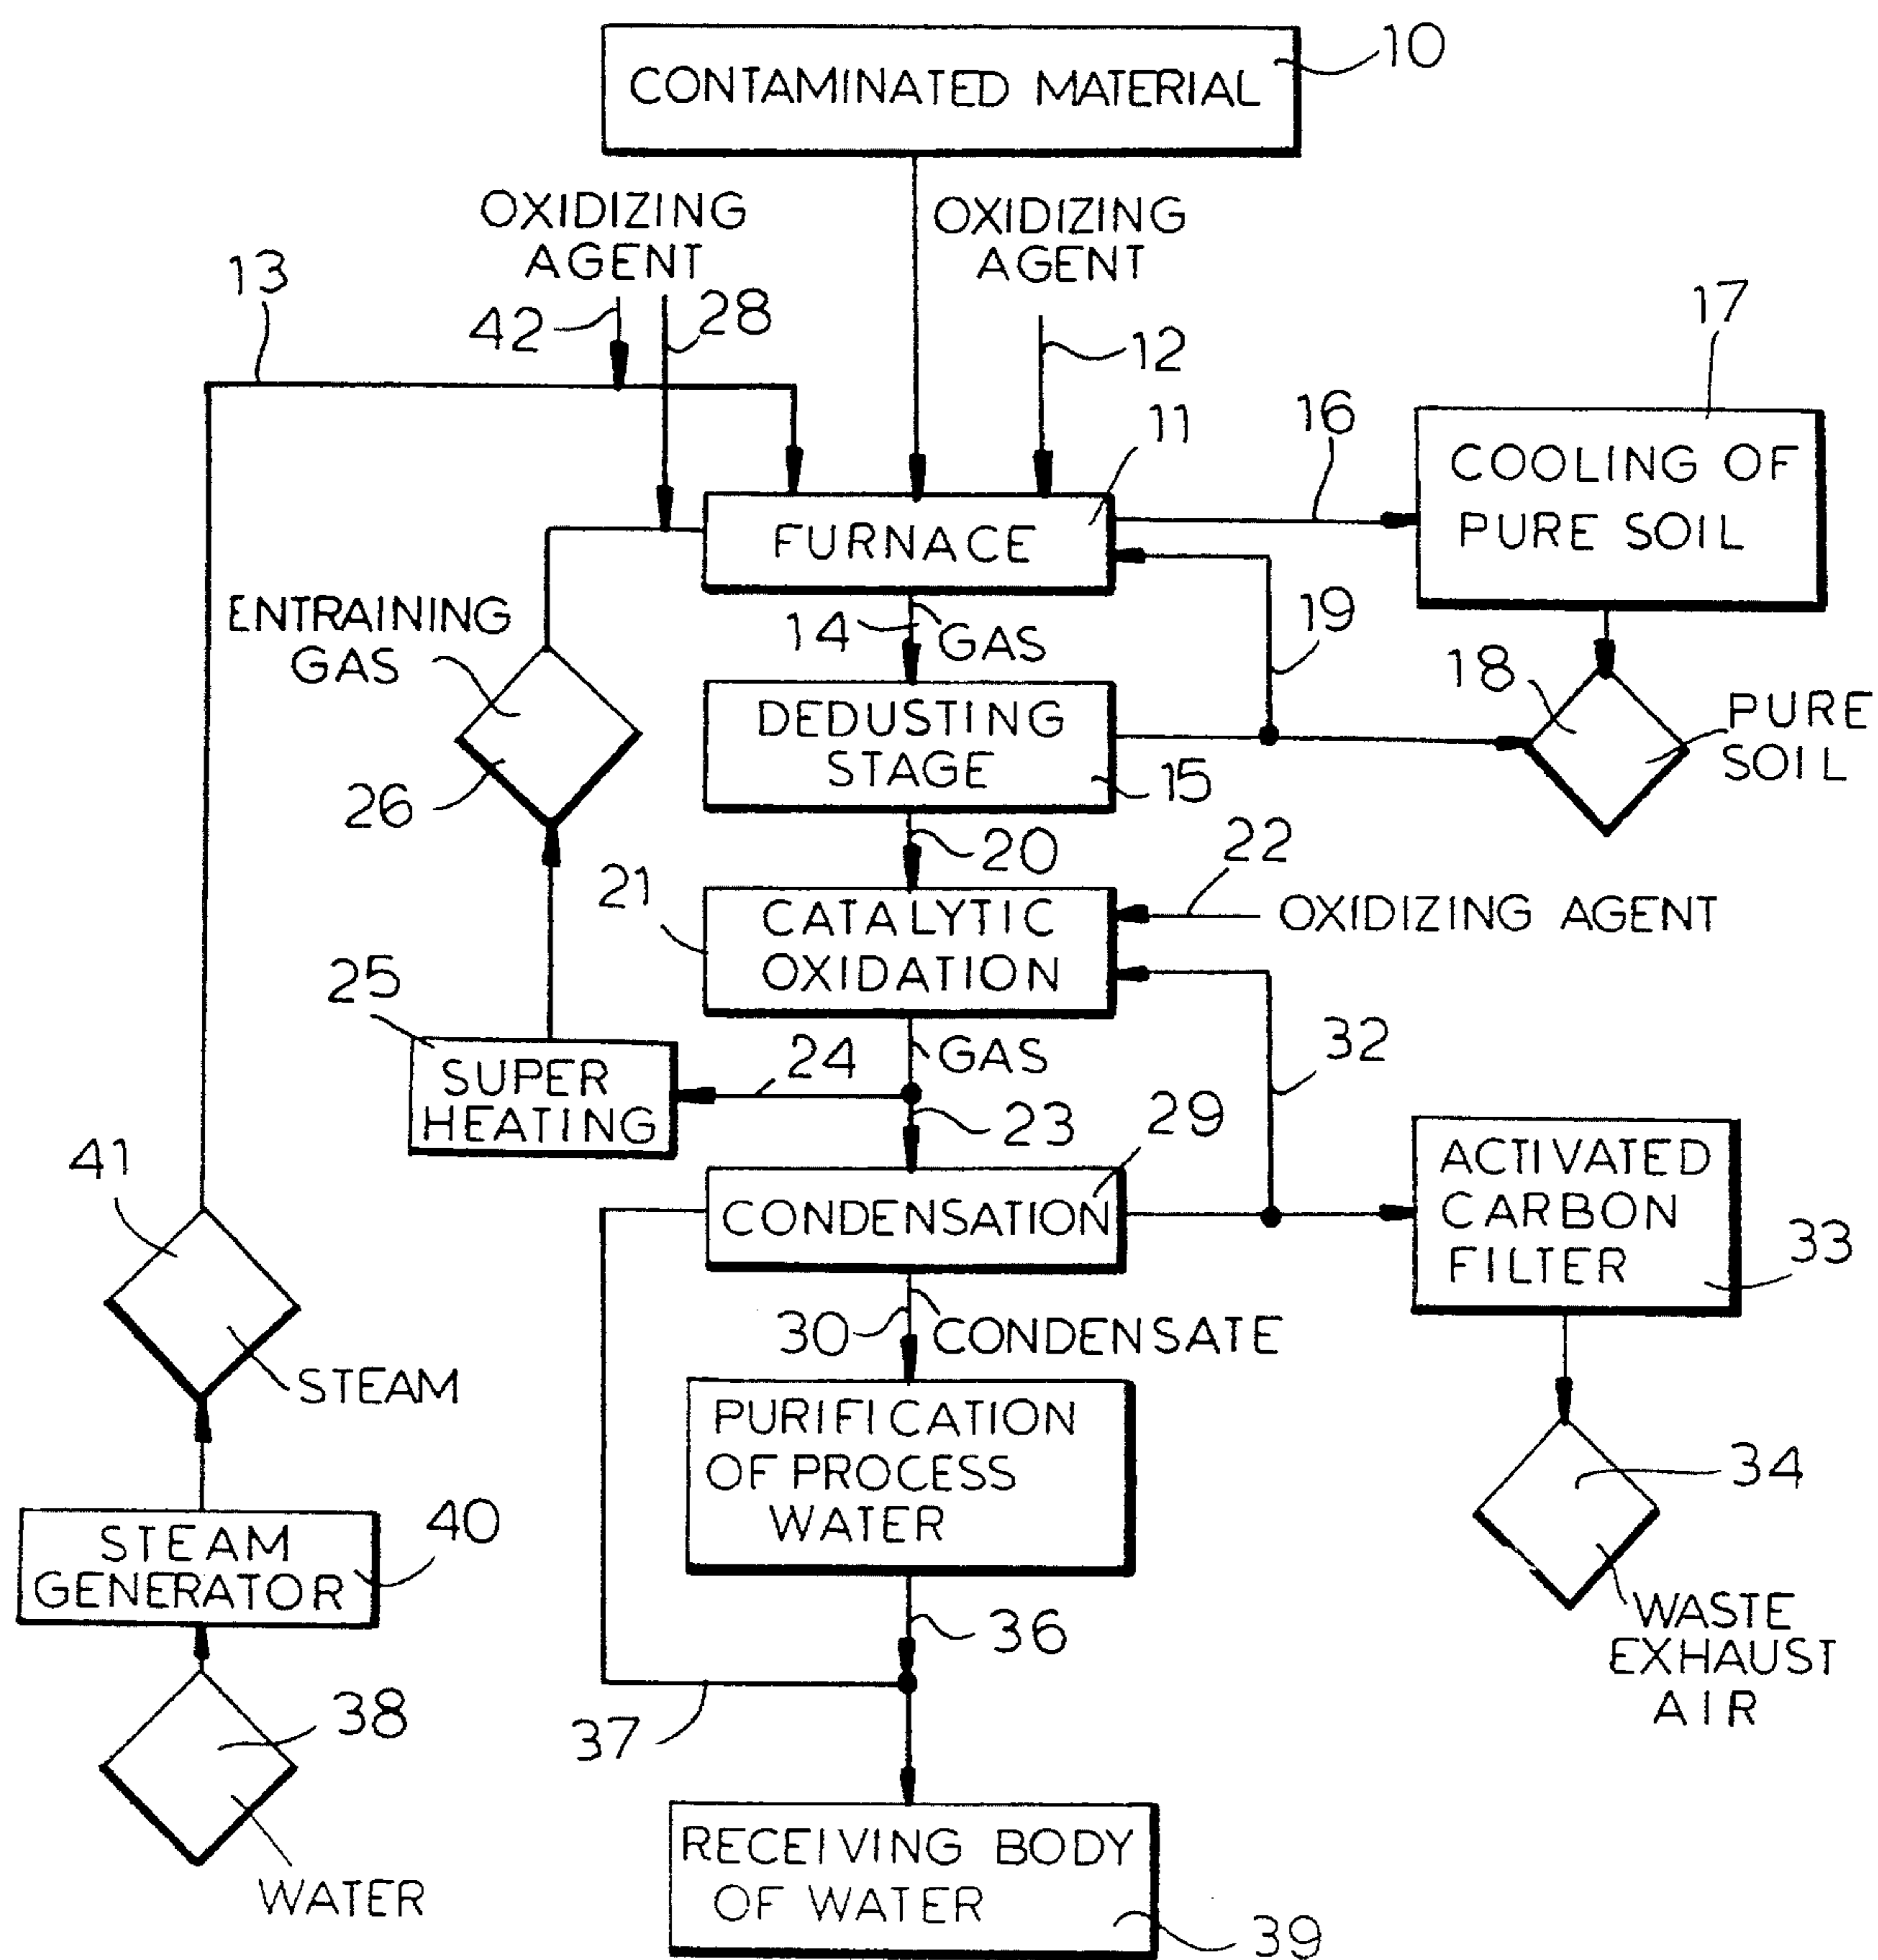 10
CONTAMINATED MATERIAL
OXIDIZING
AGENT
OXIDIZING
AGENT
13
42
28
12
17
11
16
COOLING OF
PURE SOIL
FURNACE
ENTRAINING
GAS
14
GAS
19
18
PURE
SOIL
DEDUSTING
STAGE
15
26
20
22
21
CATALYTIC
OXIDATION
OXIDIZING AGENT
25
SUPER
HEATING
24
GAS
32
23
29
41
CONDENSATION
ACTIVATED
CARBON
FILTER
33
30
CONDENSATE
STEAM
PURIFICATION
OF PROCESS
WATER
34
40
STEAM
GENERATOR
36
WASTE
EXHAUST
AIR
38
37
WATER
RECEIVING BODY
OF WATER
39